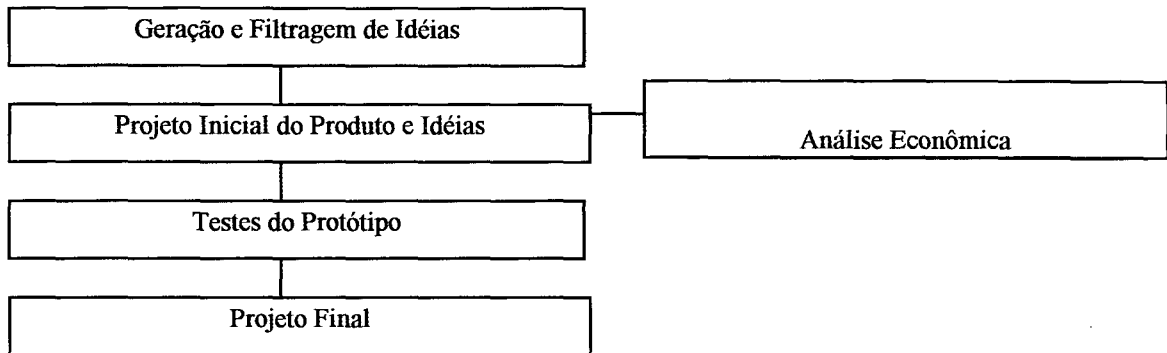 Geração e Filtragem de Idéias
Projeto Inicial do Produto e Idéias
Análise Econômica
Testes do Protótipo
Projeto Final